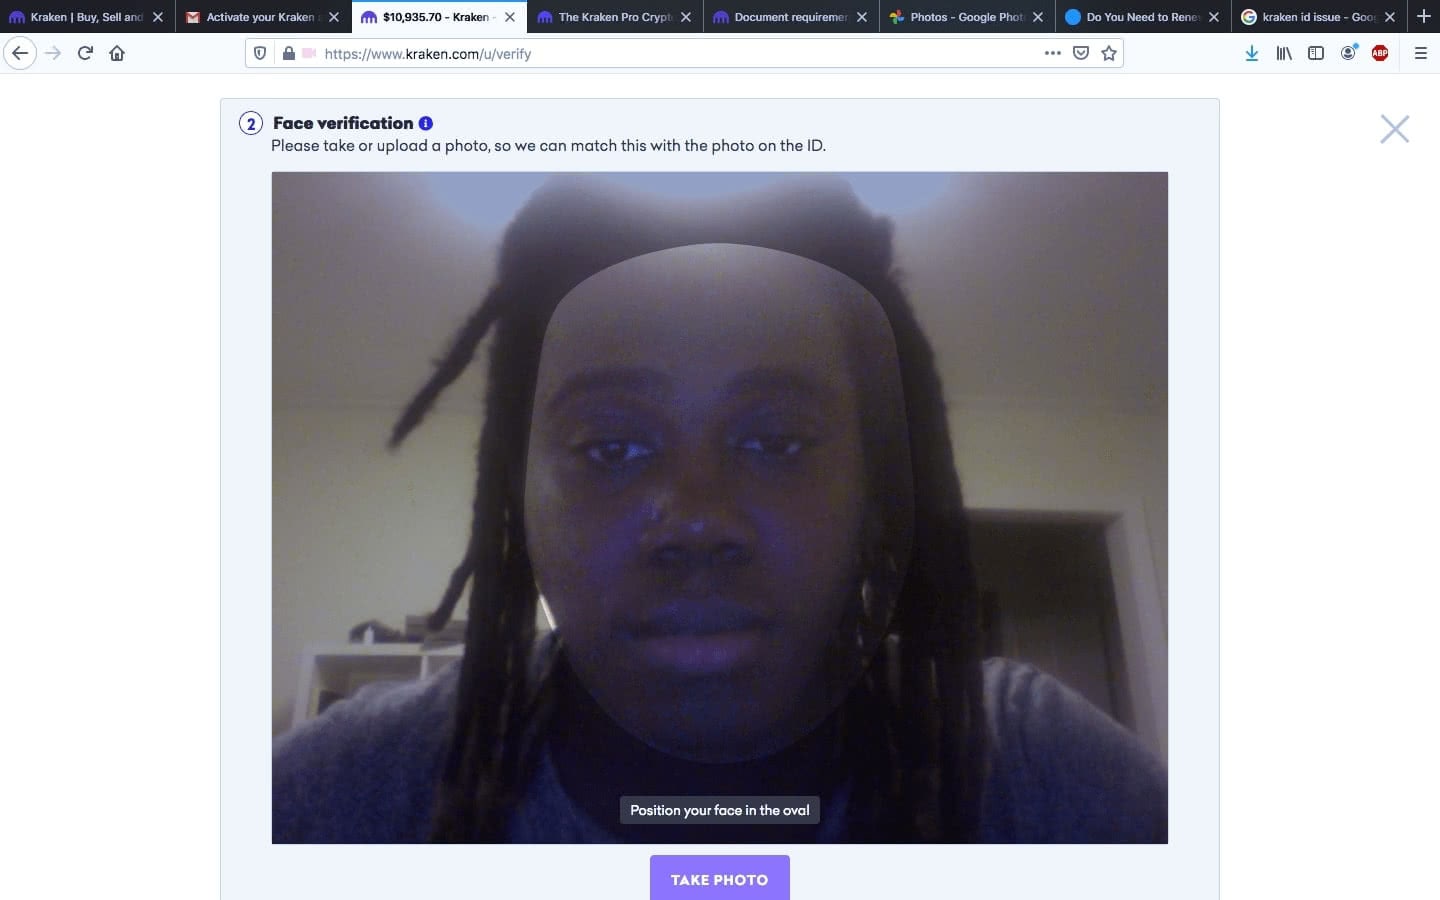 Kraken | Buy, Sell and
Activate your Kraken
$10,935.70 - Kraken -
The Kraken Pro Crypt
Document requiremen
Photos - Google Phot
Do You Need to Rene
kraken id issue - Goog
https://www.kraken.com/u/verify
ABP
2 Face verification i
Please take or upload a photo, so we can match this with the photo on the ID.
Position your face in the oval
TAKE PHOTO